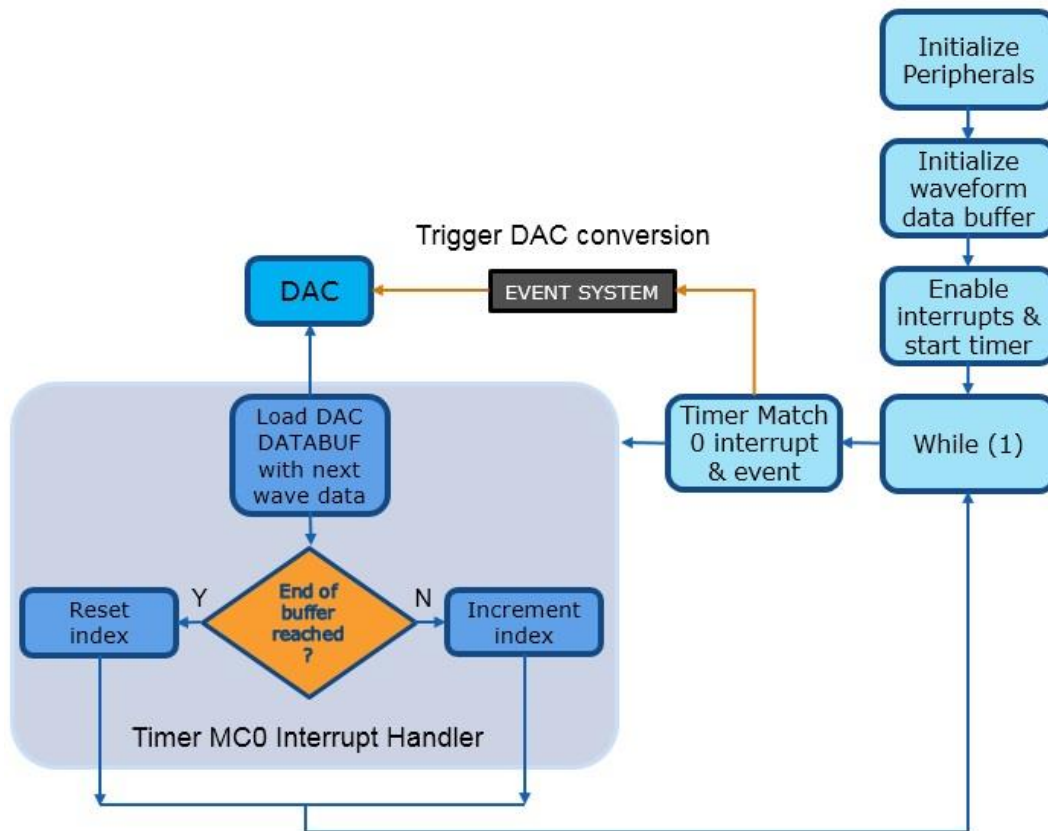 Initialize
Peripherals
Initialize
waveform
data buffer
Enable
interrupts &
start timer
While (1)
Timer Match
0 interrupt
& event
Trigger DAC conversion
EVENT SYSTEM
DAC
Load DAC
DATABUF
with next
wave data
End of
buffer
reached
?
Y
N
Reset
index
Increment
index
Timer MC0 Interrupt Handler